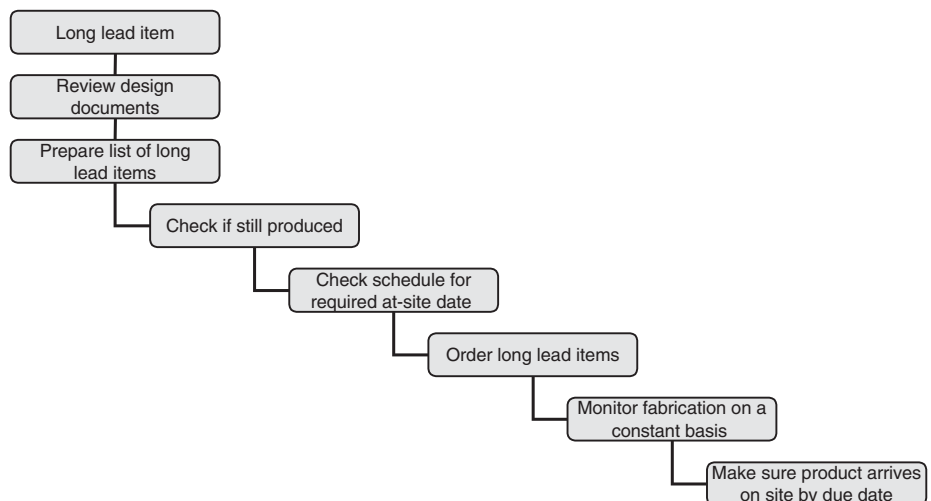 Long lead item
Review design
documents
Prepare list of long
lead items
Check if still produced
Check schedule for
required at-site date
Order long lead items
Monitor fabrication on a
constant basis
Make sure product arrives
on site by due date